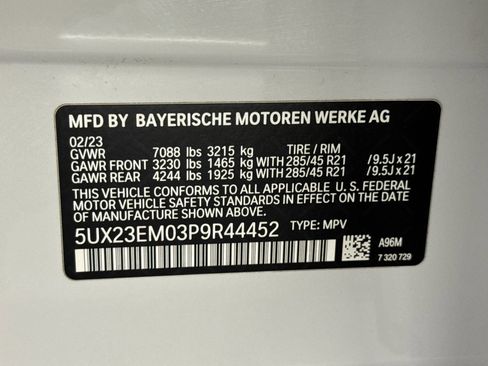 MFD BY BAYERISCHE MOTOREN WERKE AG
02/23
GVWR 7088 lbs 3215 kg TIRE / RIM
GAWR FRONT 3230 lbs 1465 kg WITH 285/45 R21 /9.5J x 21
GAWR REAR 4244 lbs 1925 kg WITH 285/45 R21 /9.5J x 21
THIS VEHICLE CONFORMS TO ALL APPLICABLE U. S. FEDERAL
MOTOR VEHICLE SAFETY STANDARDS IN EFFECT ON THE
DATE OF MANUFACTURE SHOWN ABOVE.
5UX23EM03P9R44452 TYPE: MPV
A96M
7 320 729